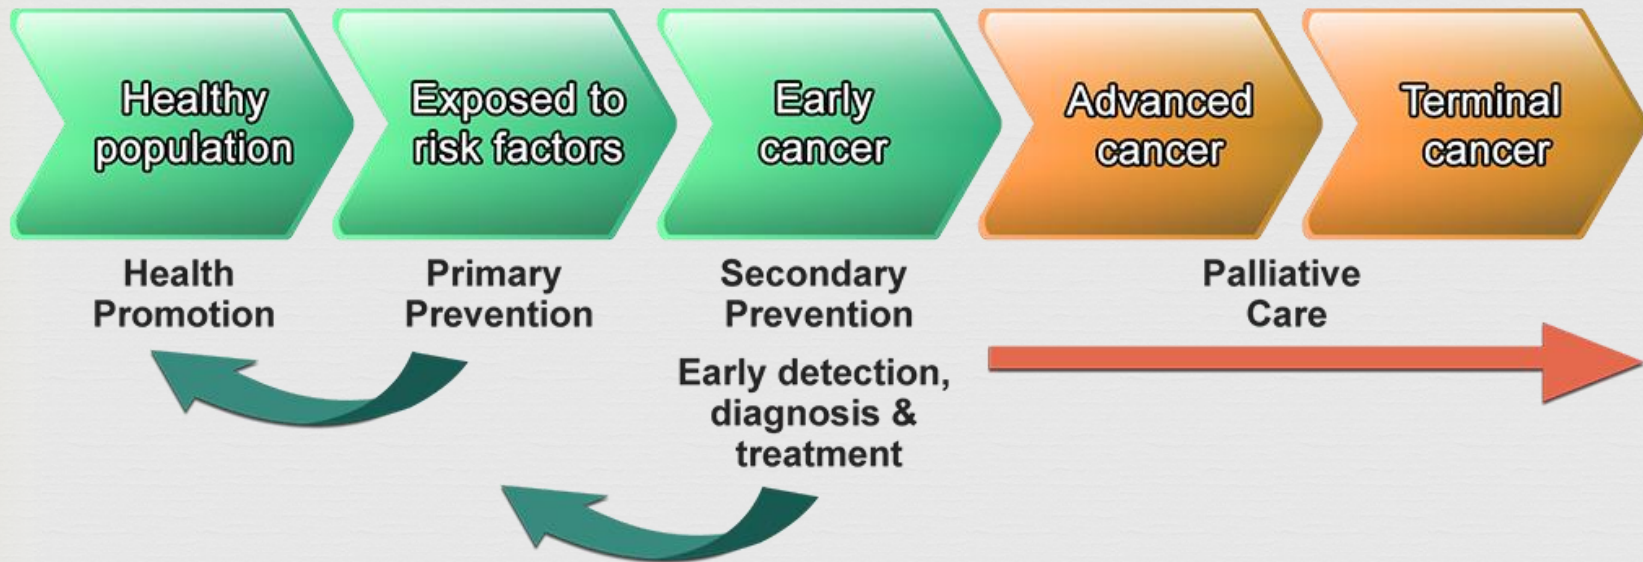 Healthy
population
Exposed to
risk factors
Early
cancer
Advanced
cancer
Terminal
cancer
Health
Promotion
Primary
Prevention
Secondary
Prevention
Early detection,
diagnosis &
treatment
Palliative
Care